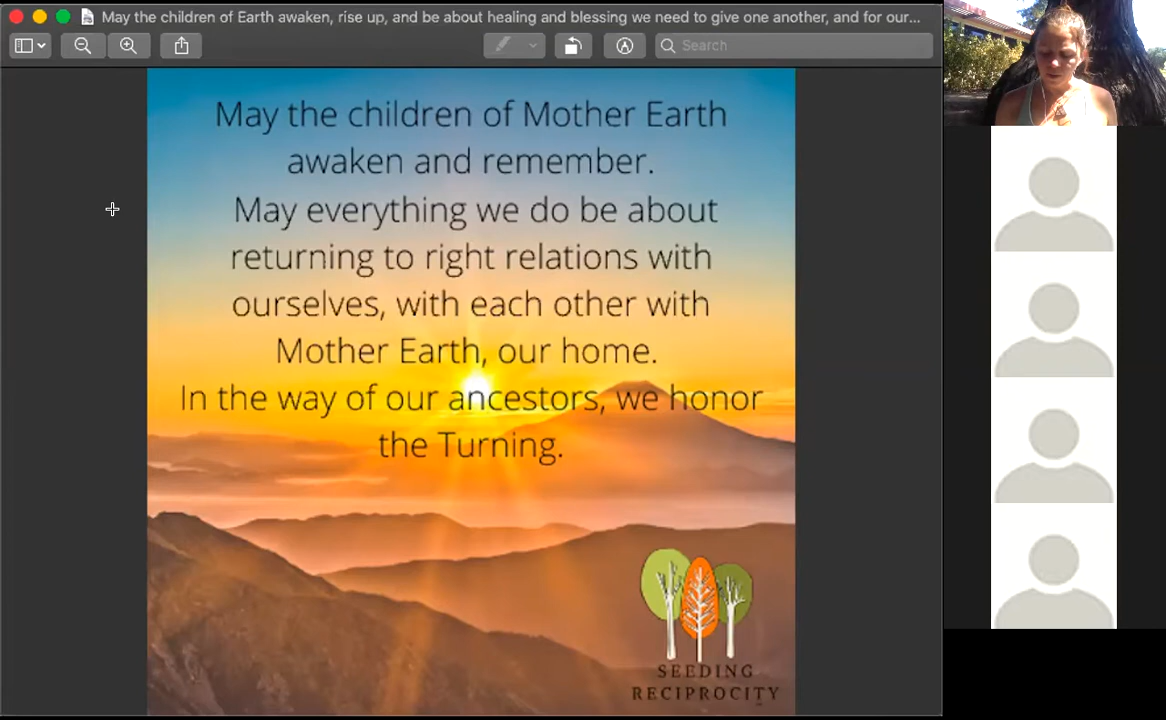 May the children of Earth awaken, rise up, and be about healing and blessing we need to give one another, and for our...
Search
May the children of Mother Earth
awaken and remember.
May everything we do be about
returning to right relations with
ourselves, with each other with
Mother Earth, our home.
In the way of our ancestors, we honor
the Turning.
SEEDING
RECIPROCITY